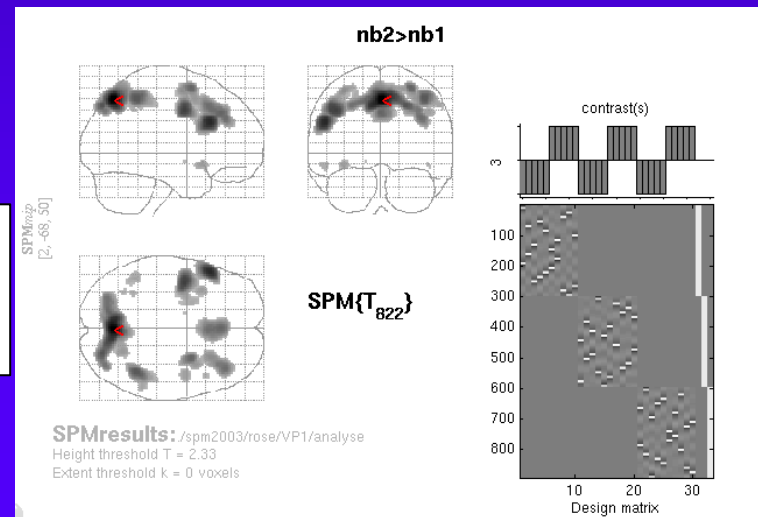 nb2>nb1
contrast(s)
3
SPMmip
[2, -68, 50]
100
200
300
400
500
600
700
800
SPM{T822}
SPMresults: ./spm2003/rose/VP1/analyse
Height threshold T = 2.33
Extent threshold k = 0 voxels
10 20 30
Design matrix